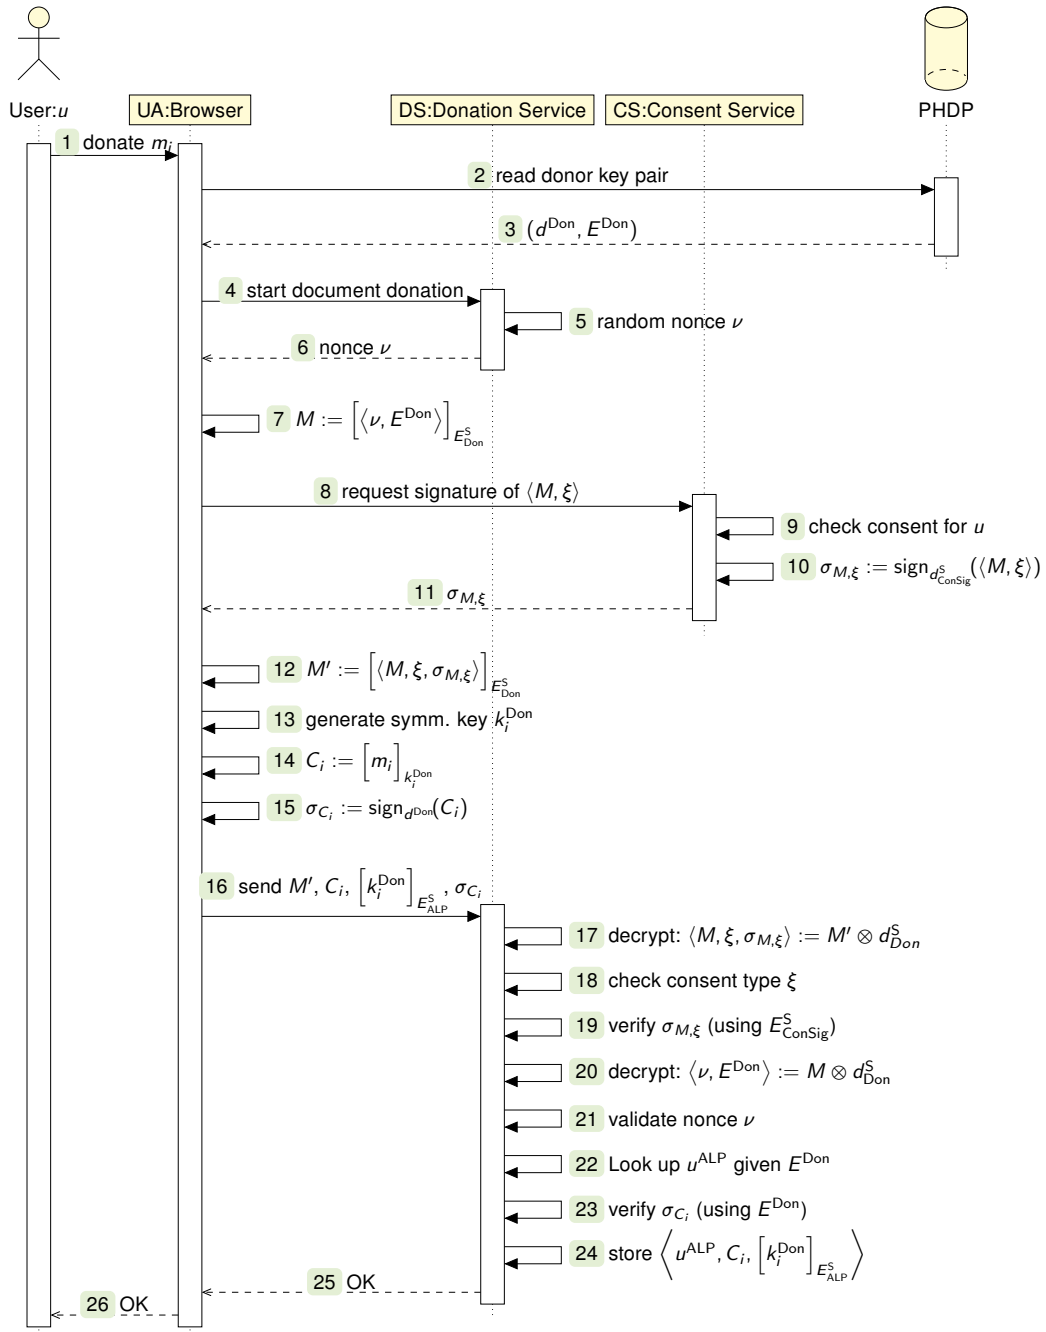 User:u
UA:Browser
DS:Donation Service
CS:Consent Service
PHDP
1 donate m_i
2 read donor key pair
3 (d^Don, E^Don)
4 start document donation
5 random nonce ν
6 nonce ν
7 M := [⟨ν, E^Don⟩]_{E^S_Don}
8 request signature of ⟨M, ξ⟩
9 check consent for u
10 σ_{M,ξ} := sign_{d^S_ConSig}(⟨M, ξ⟩)
11 σ_{M,ξ}
12 M′ := [⟨M, ξ, σ_{M,ξ}⟩]_{E^S_Don}
13 generate symm. key k_i^Don
14 C_i := [m_i]_{k_i^Don}
15 σ_{C_i} := sign_{d^Don}(C_i)
16 send M′, C_i, [k_i^Don]_{E^S_ALP}, σ_{C_i}
17 decrypt: ⟨M, ξ, σ_{M,ξ}⟩ := M′ ⊗ d^S_Don
18 check consent type ξ
19 verify σ_{M,ξ} (using E^S_ConSig)
20 decrypt: ⟨ν, E^Don⟩ := M ⊗ d^S_Don
21 validate nonce ν
22 Look up u^ALP given E^Don
23 verify σ_{C_i} (using E^Don)
24 store ⟨u^ALP, C_i, [k_i^Don]_{E^S_ALP}⟩
25 OK
26 OK